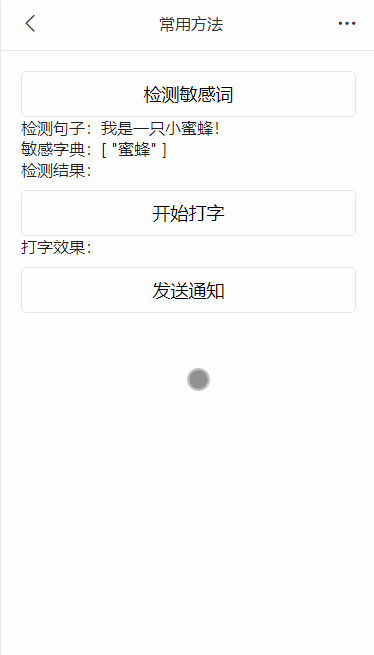 常用方法
检测敏感词
检测句子：我是一只小蜜蜂！
敏感字典：[ "蜜蜂" ]
检测结果：
开始打字
打字效果：
发送通知